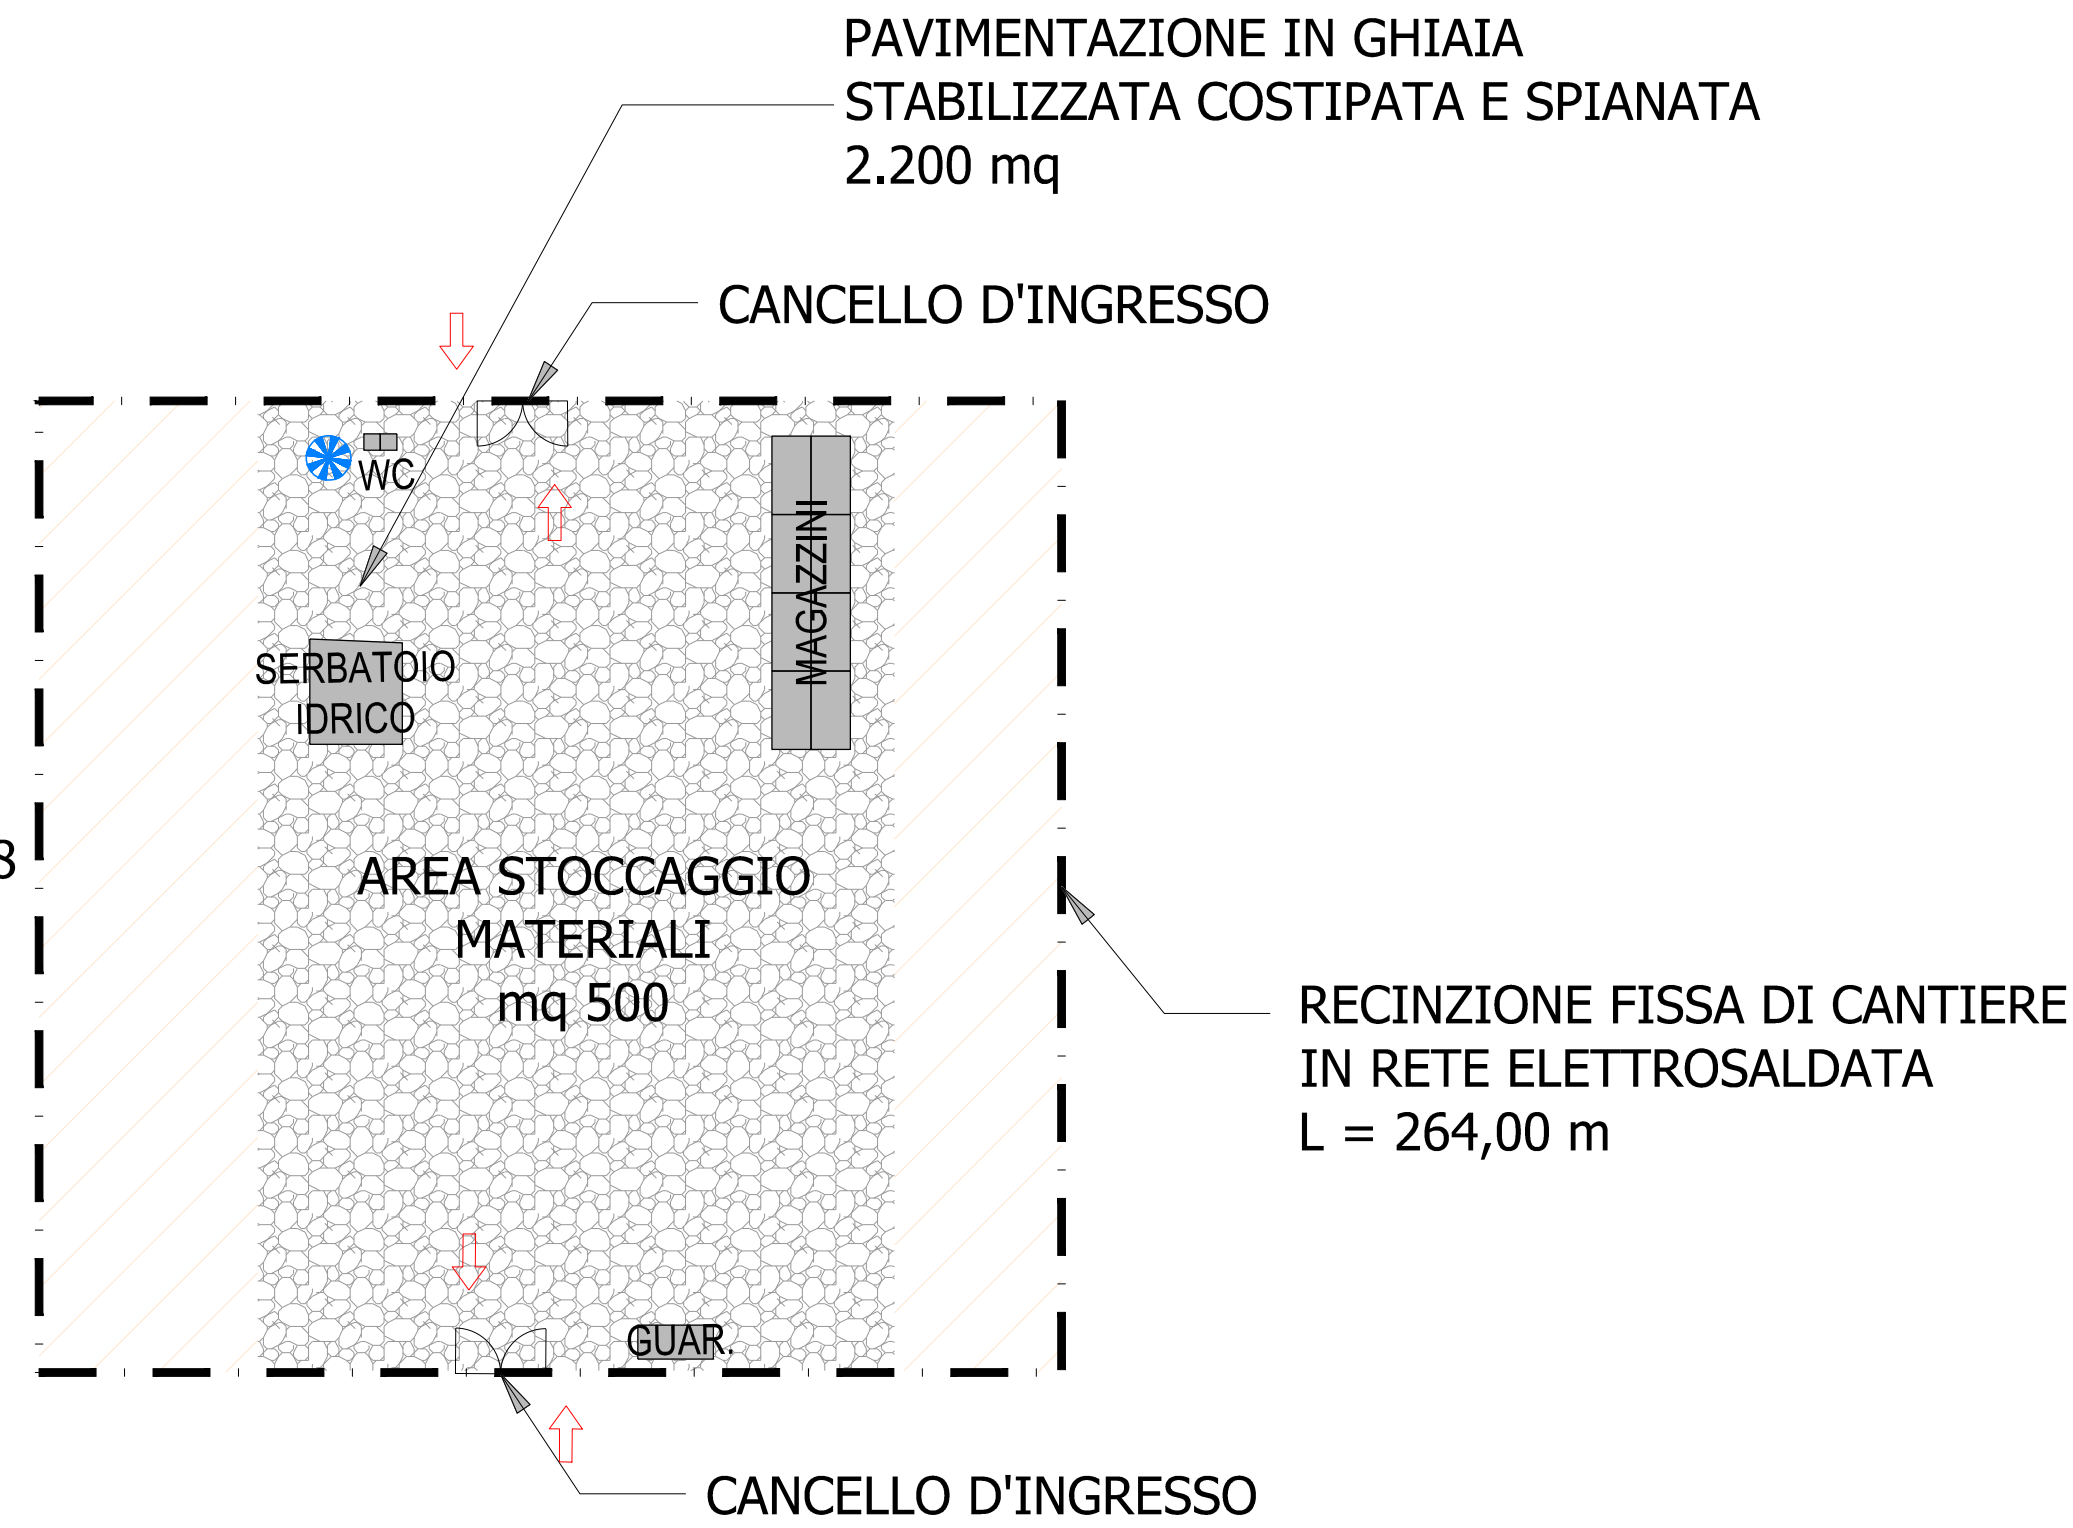 PAVIMENTAZIONE IN GHIAIA
STABILIZZATA COSTIPATA E SPIANATA
2.200 mq
CANCELLO D'INGRESSO
WC
MAGAZZINI
SERBATOIO
IDRICO
8
AREA STOCCAGGIO
MATERIALI
mq 500
RECINZIONE FISSA DI CANTIERE
IN RETE ELETTROSALDATA
L = 264,00 m
GUAR.
CANCELLO D'INGRESSO